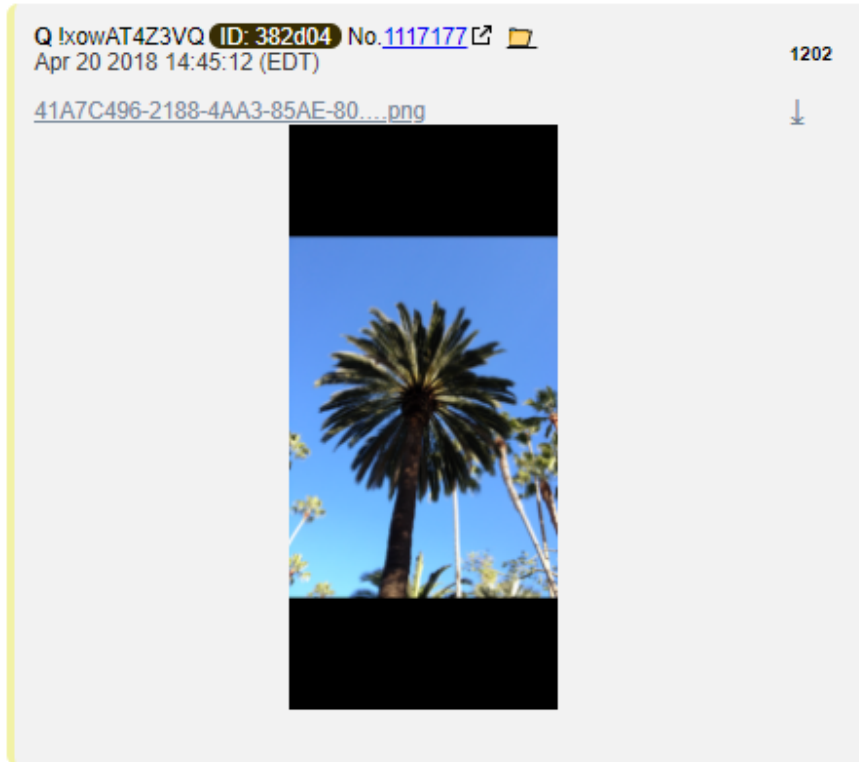 Q !xowAT4Z3VQ ID: 382d04 No.1117177
Apr 20 2018 14:45:12 (EDT)
1202
41A7C496-2188-4AA3-85AE-80....png